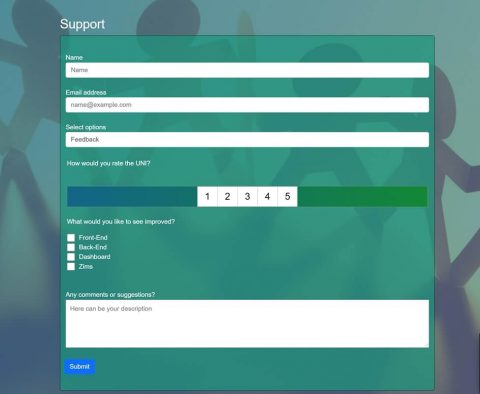 Support
Name
Name
Email address
name@example.com
Select options
Feedback
How would you rate the UNI?
1 2 3 4 5
What would you like to see improved?
Front-End
Back-End
Dashboard
Zims
Any comments or suggestions?
Here can be your description
Submit